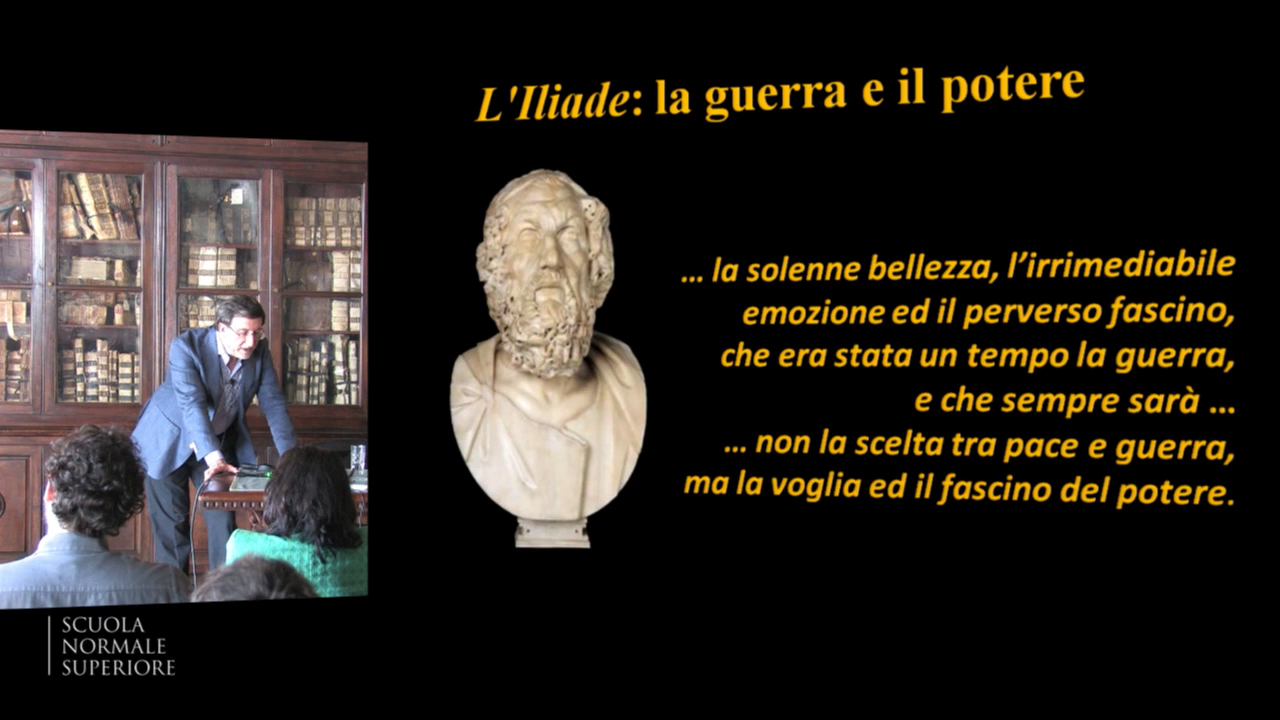 L'Iliade: la guerra e il potere
... la solenne bellezza, l’irrimediabile
emozione ed il perverso fascino,
che era stata un tempo la guerra,
e che sempre sarà ...
... non la scelta tra pace e guerra,
ma la voglia ed il fascino del potere.
SCUOLA
NORMALE
SUPERIORE